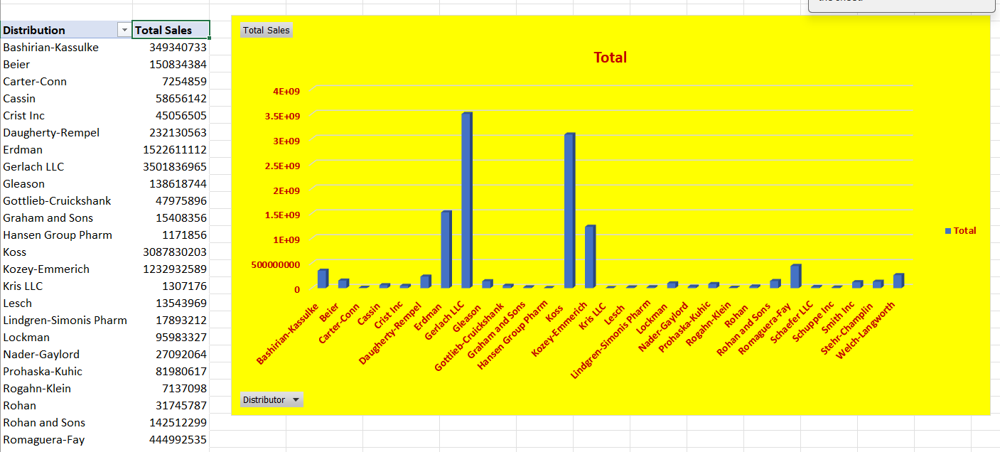 Distribution Total Sales
Bashirian-Kassulke 349340733
Beier 150834384
Carter-Conn 7254859
Cassin 58656142
Crist Inc 45056505
Daugherty-Rempel 232130563
Erdman 1522611112
Gerlach LLC 3501836965
Gleason 138618744
Gottlieb-Cruickshank 47975896
Graham and Sons 15408356
Hansen Group Pharm 1171856
Koss 3087830203
Kozey-Emmerich 1232932589
Kris LLC 1307176
Lesch 13543969
Lindgren-Simonis Pharm 17893212
Lockman 95983327
Nader-Gaylord 27092064
Prohaska-Kuhic 81980617
Rogahn-Klein 7137098
Rohan 31745787
Rohan and Sons 142512299
Romaguera-Fay 444992535
Total Sales
Total
4E+09
3.5E+09
3E+09
2.5E+09
2E+09
1.5E+09
1E+09
500000000
0
Bashirian-Kassulke
Beier
Carter-Conn
Cassin
Crist Inc
Daugherty-Rempel
Erdman
Gerlach LLC
Gleason
Gottlieb-Cruickshank
Graham and Sons
Hansen Group Pharm
Koss
Kozey-Emmerich
Kris LLC
Lesch
Lindgren-Simonis Pharm
Lockman
Nader-Gaylord
Prohaska-Kuhic
Rogahn-Klein
Rohan
Rohan and Sons
Romaguera-Fay
Schaefer LLC
Schuppe Inc
Smith Inc
Stehr-Champlin
Welch-Langworth
Total
Distributor